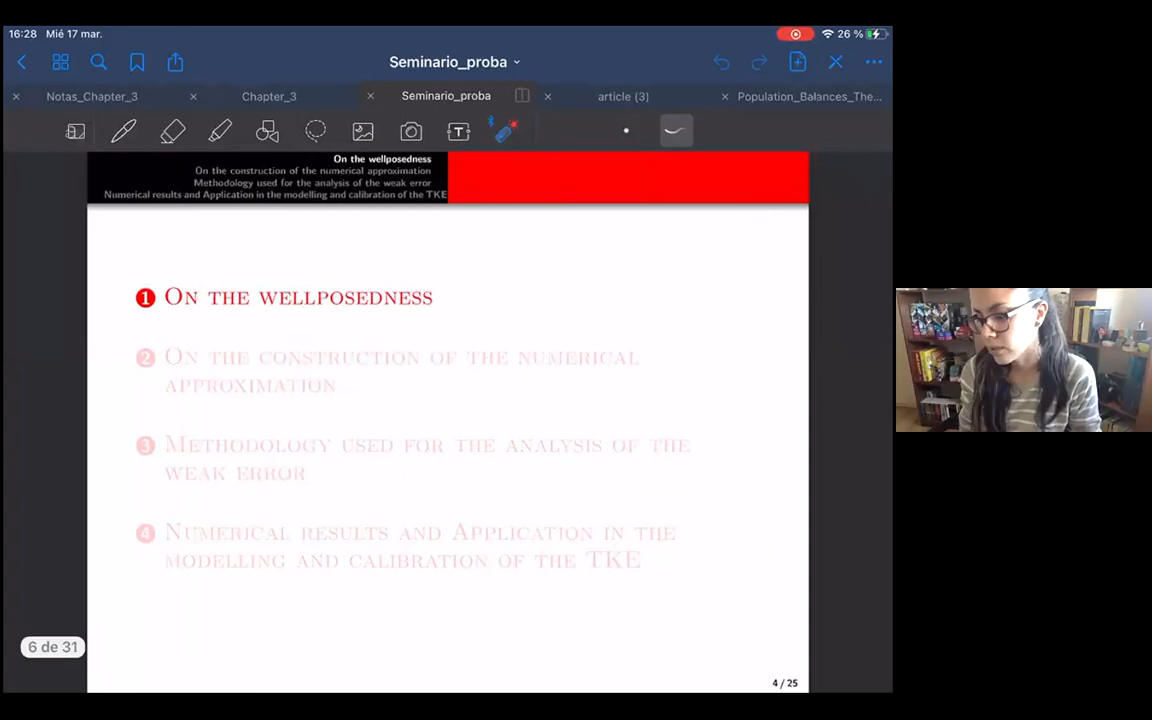 16:28 Mié 17 mar.
26 %
Seminario_proba
Notas_Chapter_3
Chapter_3
Seminario_proba
article (3)
Population_Balances_The...
T
On the wellposedness
On the construction of the numerical approximation
Methodology used for the analysis of the weak error
Numerical results and Application in the modelling and calibration of the TKE
1 On the wellposedness
2 On the construction of the numerical
approximation
3 Methodology used for the analysis of the
weak error
4 Numerical results and Application in the
modelling and calibration of the TKE
6 de 31
4 / 25